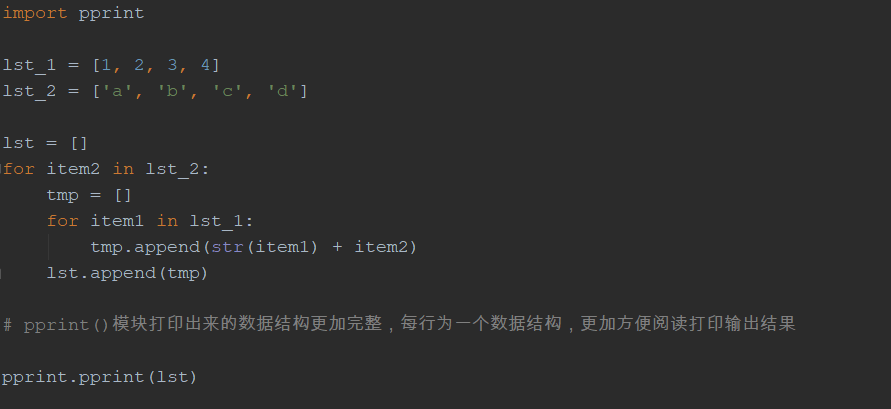 import pprint
lst_1 = [1, 2, 3, 4]
lst_2 = ['a', 'b', 'c', 'd']
lst = []
for item2 in lst_2:
    tmp = []
    for item1 in lst_1:
        tmp.append(str(item1) + item2)
    lst.append(tmp)
# pprint()模块打印出来的数据结构更加完整，每行为一个数据结构，更加方便阅读打印输出结果
pprint.pprint(lst)